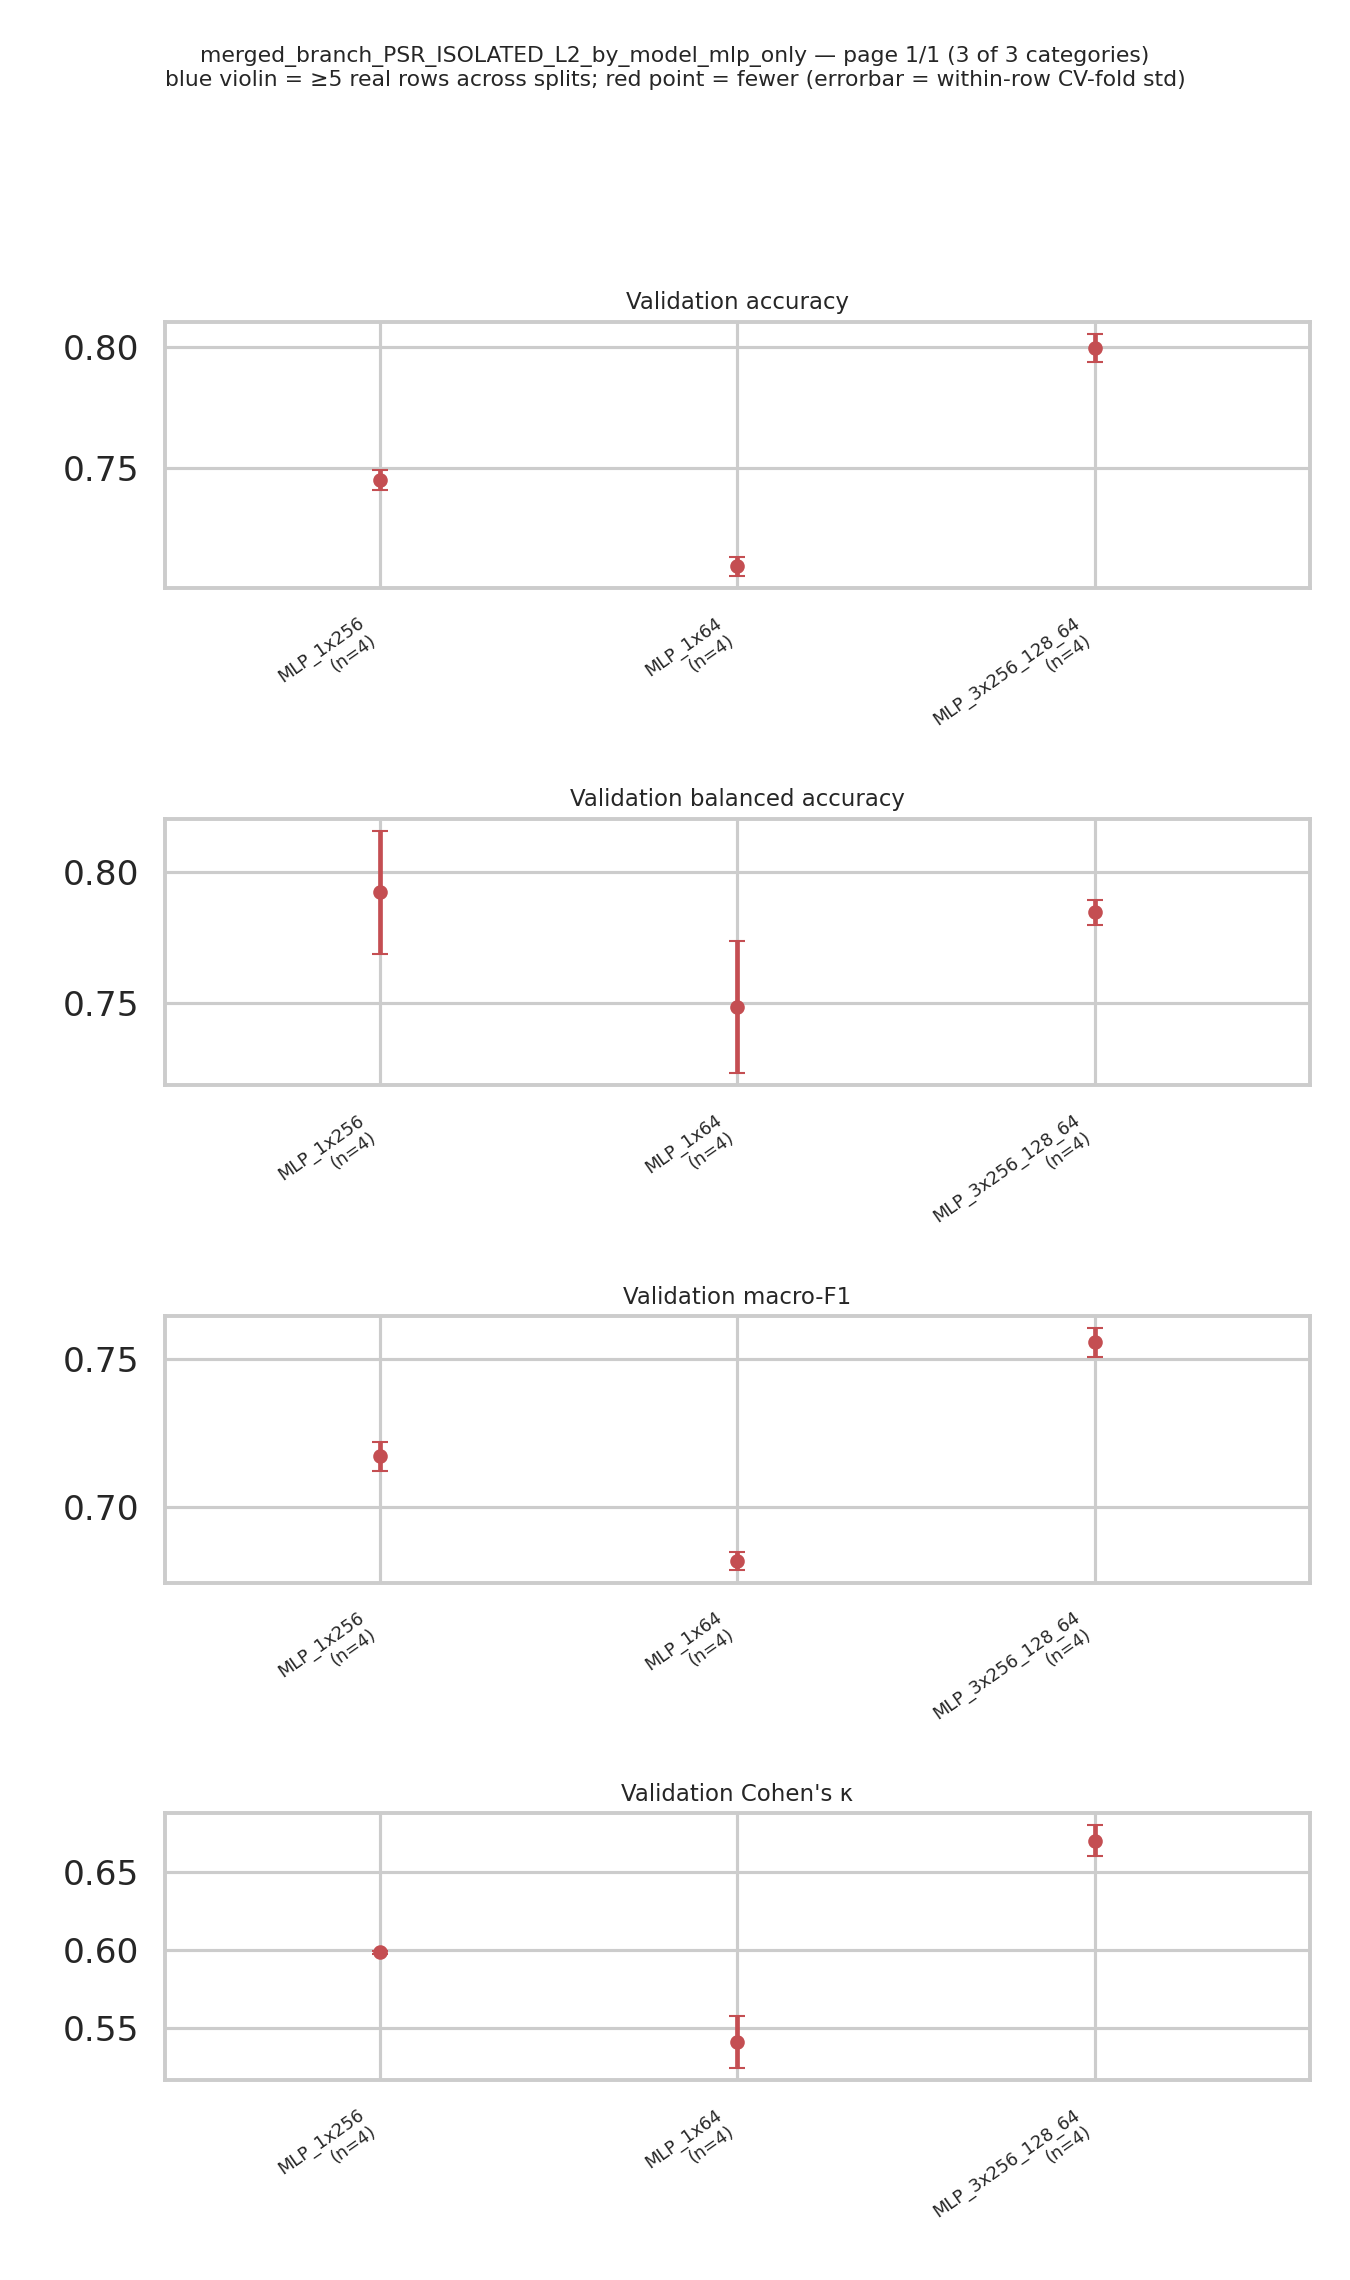 merged_branch_PSR_ISOLATED_L2_by_model_mlp_only — page 1/1 (3 of 3 categories)
blue violin = ≥5 real rows across splits; red point = fewer (errorbar = within-row CV-fold std)
Validation accuracy
0.80
0.75
MLP_1x256
(n=4)
MLP_1x64
(n=4)
MLP_3x256_128_64
(n=4)
Validation balanced accuracy
0.80
0.75
MLP_1x256
(n=4)
MLP_1x64
(n=4)
MLP_3x256_128_64
(n=4)
Validation macro-F1
0.75
0.70
MLP_1x256
(n=4)
MLP_1x64
(n=4)
MLP_3x256_128_64
(n=4)
Validation Cohen's κ
0.65
0.60
0.55
MLP_1x256
(n=4)
MLP_1x64
(n=4)
MLP_3x256_128_64
(n=4)